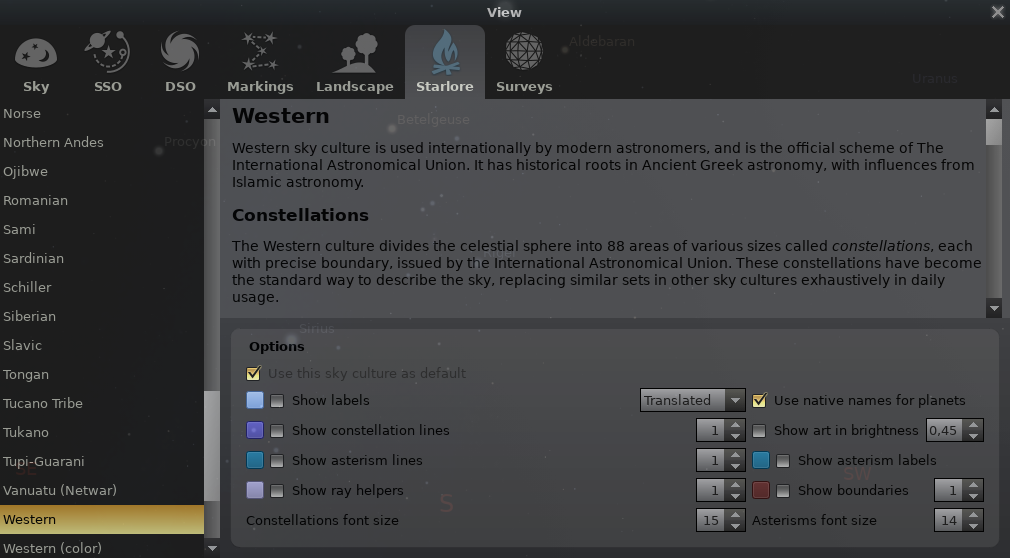 View
Aldebaran
Uranus
Sky
SSO
DSO
Markings
Landscape
Starlore
Surveys
Norse
Northern Andes
Ojibwe
Romanian
Sami
Sardinian
Schiller
Siberian
Slavic
Tongan
Tucano Tribe
Tukano
Tupi-Guarani
Vanuatu (Netwar)
Western
Western (color)
Procyon
Betelgeuse
Western
Western sky culture is used internationally by modern astronomers, and is the official scheme of The
International Astronomical Union. It has historical roots in Ancient Greek astronomy, with influences from
Islamic astronomy.
Constellations
The Western culture divides the celestial sphere into 88 areas of various sizes called constellations, each
with precise boundary, issued by the International Astronomical Union. These constellations have become
the standard way to describe the sky, replacing similar sets in other sky cultures exhaustively in daily
usage.
Sirius
Options
Use this sky culture as default
Show labels
Translated
Use native names for planets
Show constellation lines
1
Show art in brightness
0,45
Show asterism lines
1
Show asterism labels
Show ray helpers
1
Show boundaries
1
Constellations font size
15
Asterisms font size
14
SE
S
SW